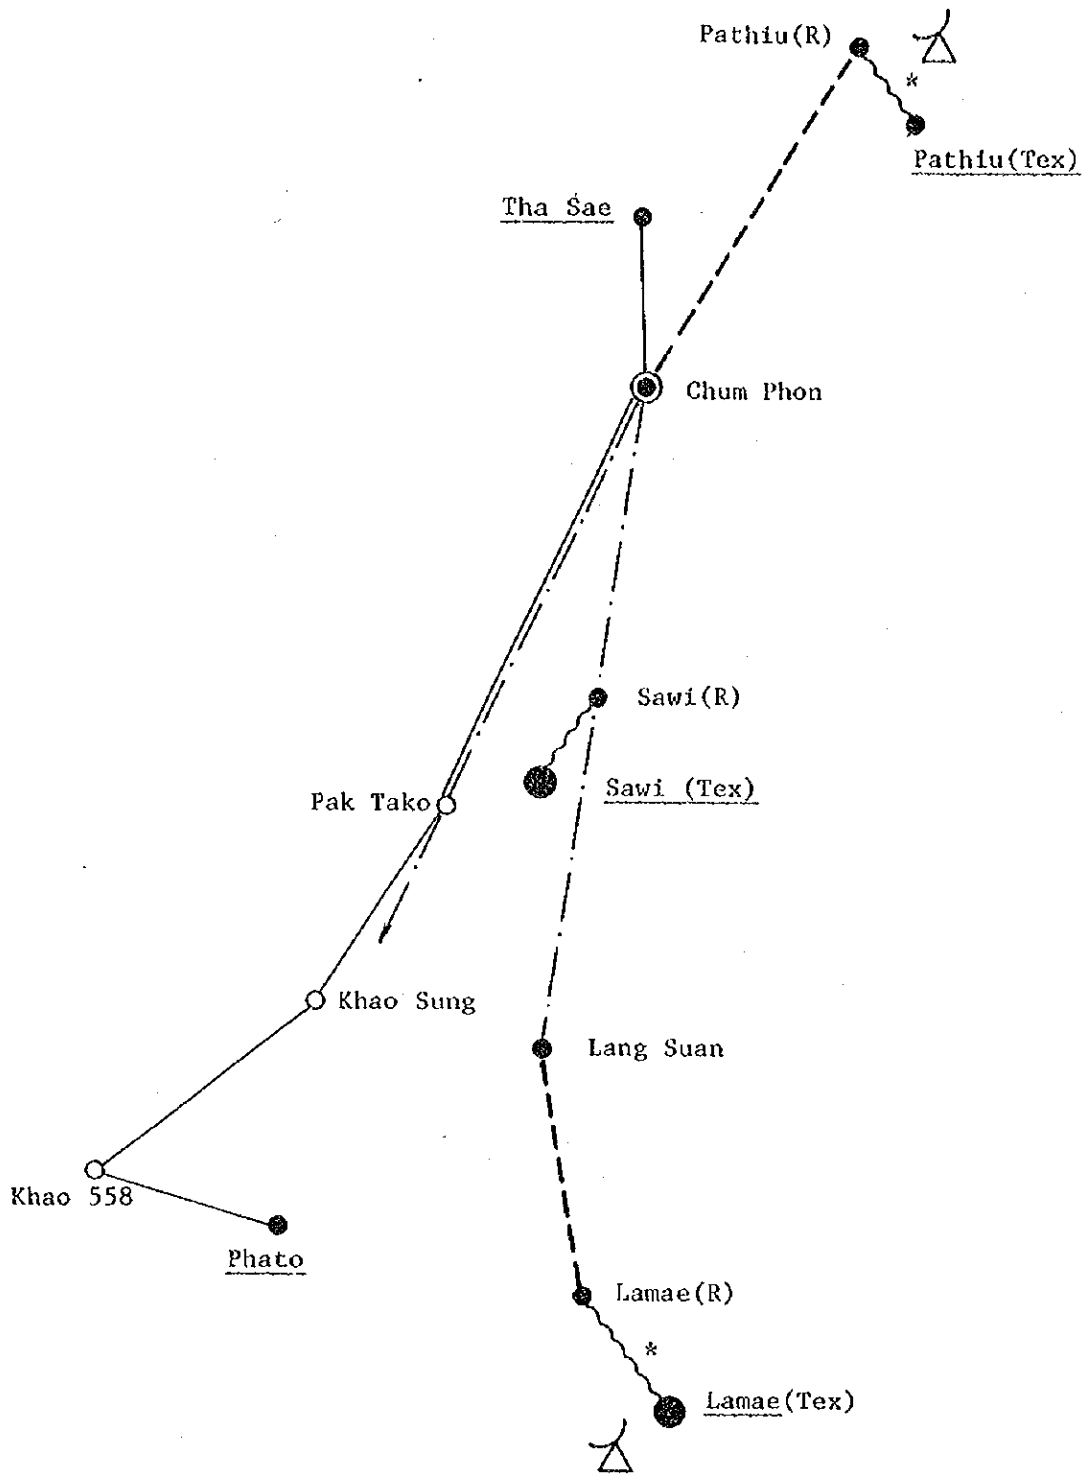 Pathiu(R)
*
Pathiu(Tex)
Tha Sae
Chum Phon
Sawi(R)
Sawi (Tex)
Pak Tako
Khao Sung
Lang Suan
Khao 558
Phato
Lamae(R)
*
Lamae(Tex)